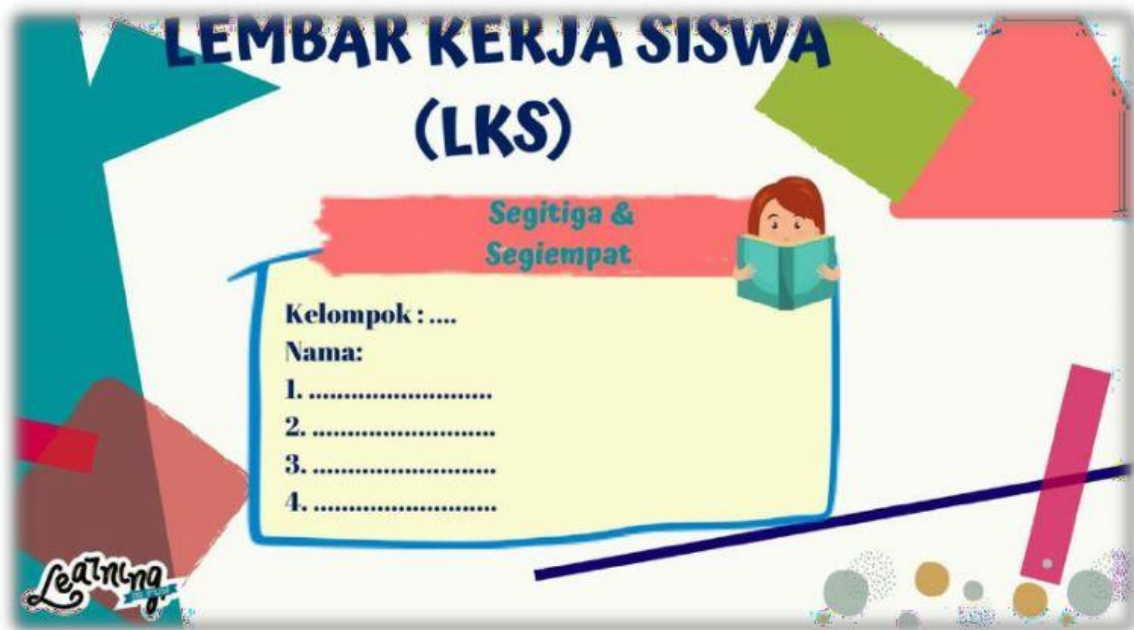 LEMBAR KERJA SISWA
(LKS)
Segitiga &
Segiempat
Kelompok : ....
Nama:
1. ..........................
2. ..........................
3. ..........................
4. ..........................
Learning